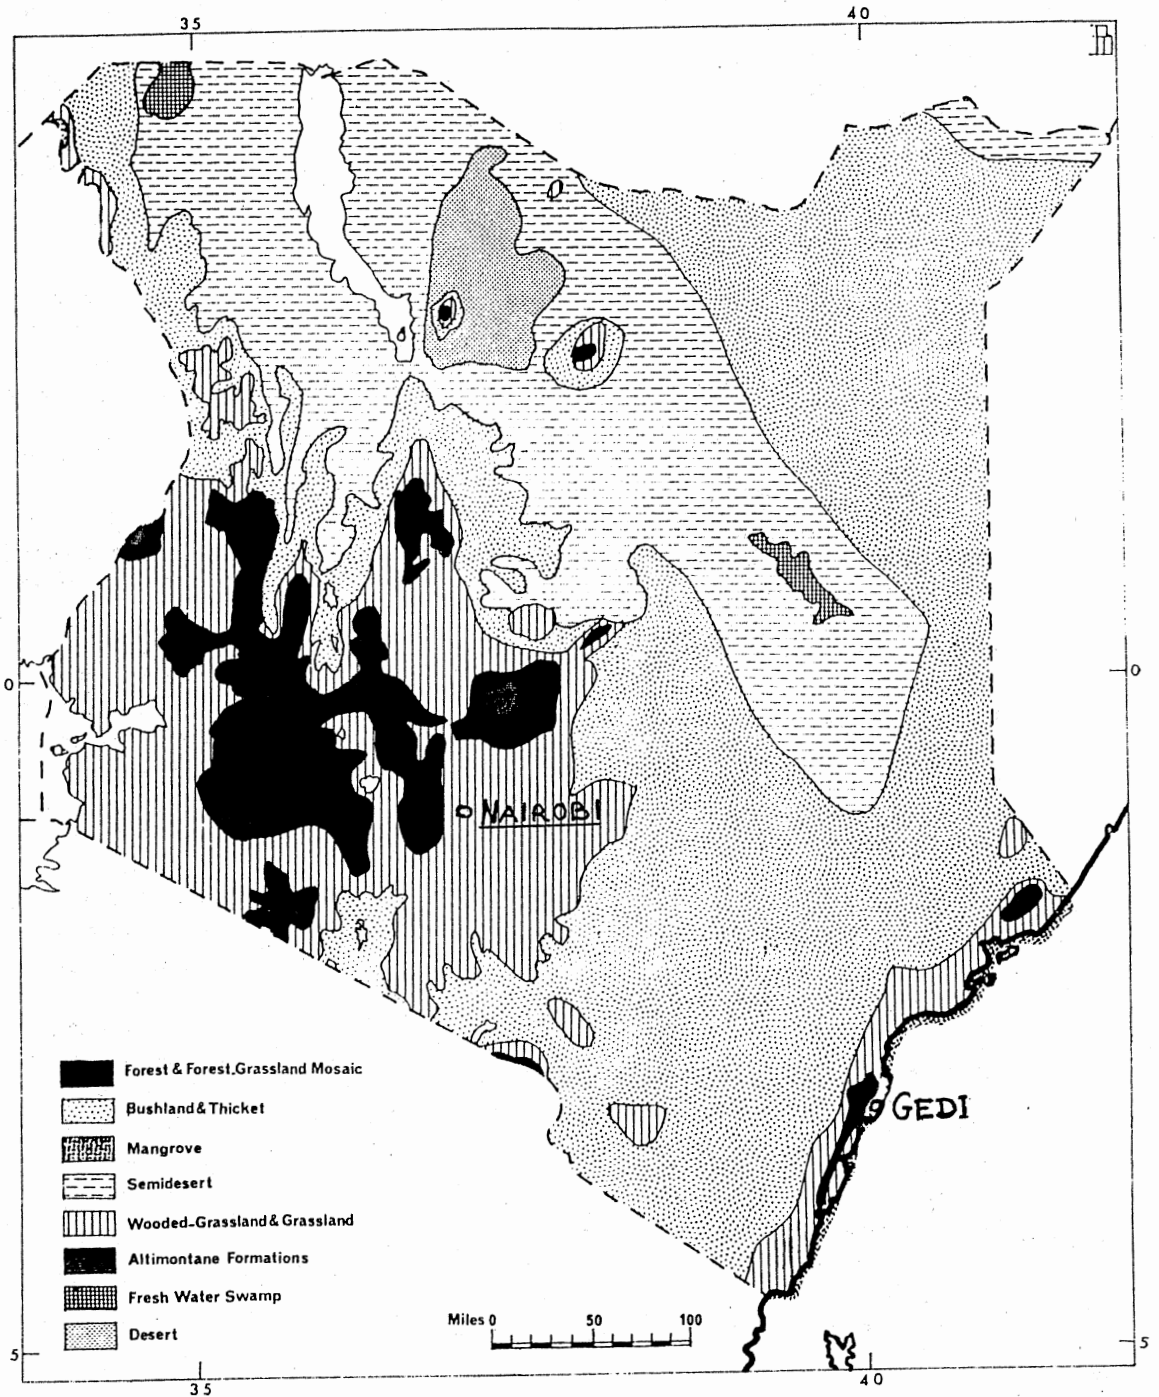 35 40
0 0
NAIROBI
GEDI
Forest & Forest-Grassland Mosaic
Bushland & Thicket
Mangrove
Semidesert
Wooded-Grassland & Grassland
Altimontane Formations
Fresh Water Swamp
Desert
Miles 0 50 100
5 5
35 40